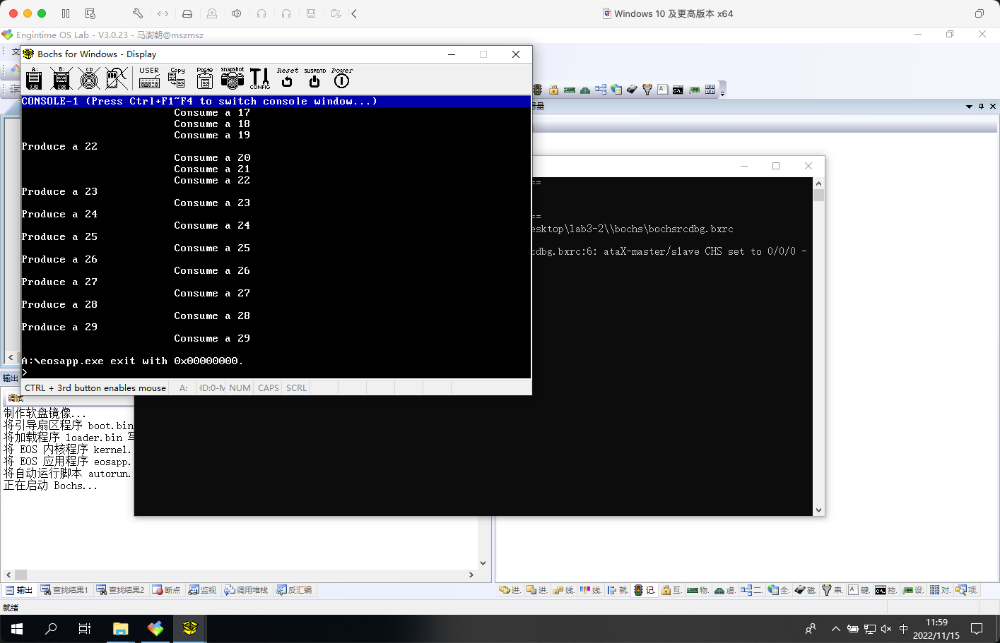 Windows 10 及更高版本 x64
Engintime OS Lab - V3.0.23 - 马澍朝@mszmsz
文
Bochs for Windows - Display
A:
B:
CD
USER
Copy
Paste
snapshot
CONFIG
Reset
SUSPEND
Power
CONSOLE-1 (Press Ctrl+F1~F4 to switch console window...)
Consume a 17
Consume a 18
Consume a 19
Produce a 22
Consume a 20
Consume a 21
Consume a 22
Produce a 23
Consume a 23
Produce a 24
Consume a 24
Produce a 25
Consume a 25
Produce a 26
Consume a 26
Produce a 27
Consume a 27
Produce a 28
Consume a 28
Produce a 29
Consume a 29
A:\eosapp.exe exit with 0x00000000.
>
CTRL + 3rd button enables mouse A: HD:0-M NUM CAPS SCRL
量
==
==
esktop\lab3-2\\bochs\bochsrcdbg.bxrc
cdbg.bxrc:6: ataX-master/slave CHS set to 0/0/0 -
输出
调试
制作软盘镜像...
将引导扇区程序 boot.bin
将加载程序 loader.bin 写
将 EOS 内核程序 kernel.
将 EOS 应用程序 eosapp.
将自动运行脚本 autorun.
正在启动 Bochs...
输出 查找结果1 查找结果2 断点 监视 调用堆栈 反汇编
进. 进. 线. 线. 就. 记. 互. 物. 虚. 二. 全. 磁. 串. 键. 控. 设. 对. 项.
就绪
中
11:59
2022/11/15